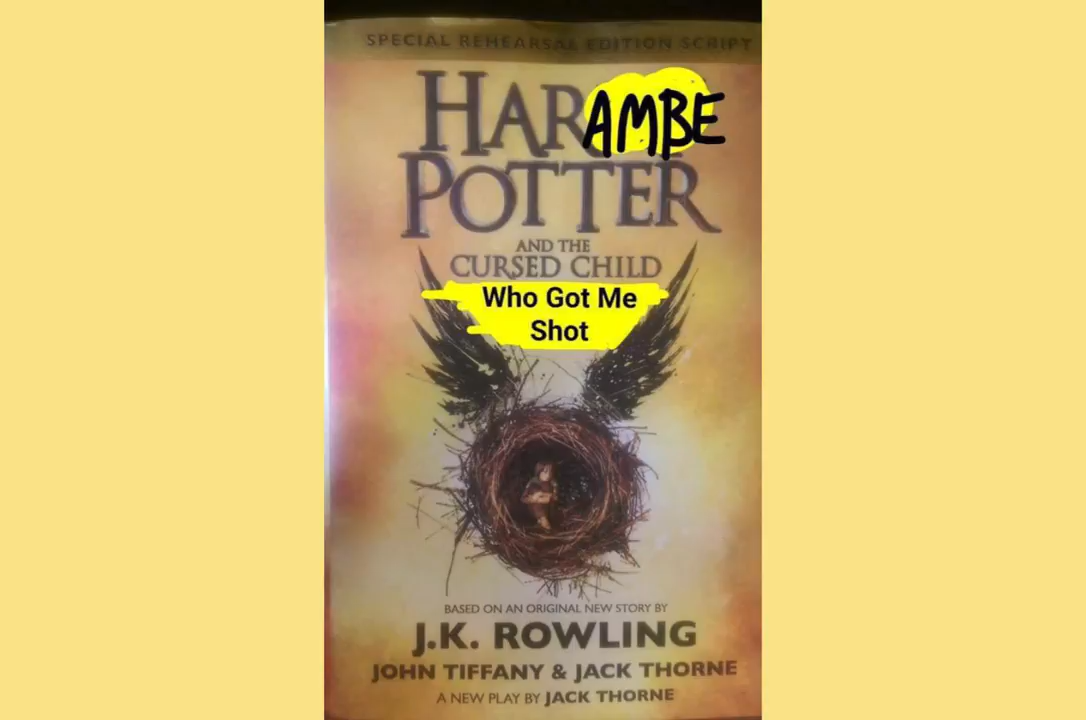 SPECIAL REHEARSAL EDITION SCRIPT
HARAMBE
POTTER
AND THE
CURSED CHILD
Who Got Me
Shot
BASED ON AN ORIGINAL NEW STORY BY
J.K. ROWLING
JOHN TIFFANY & JACK THORNE
A NEW PLAY BY JACK THORNE